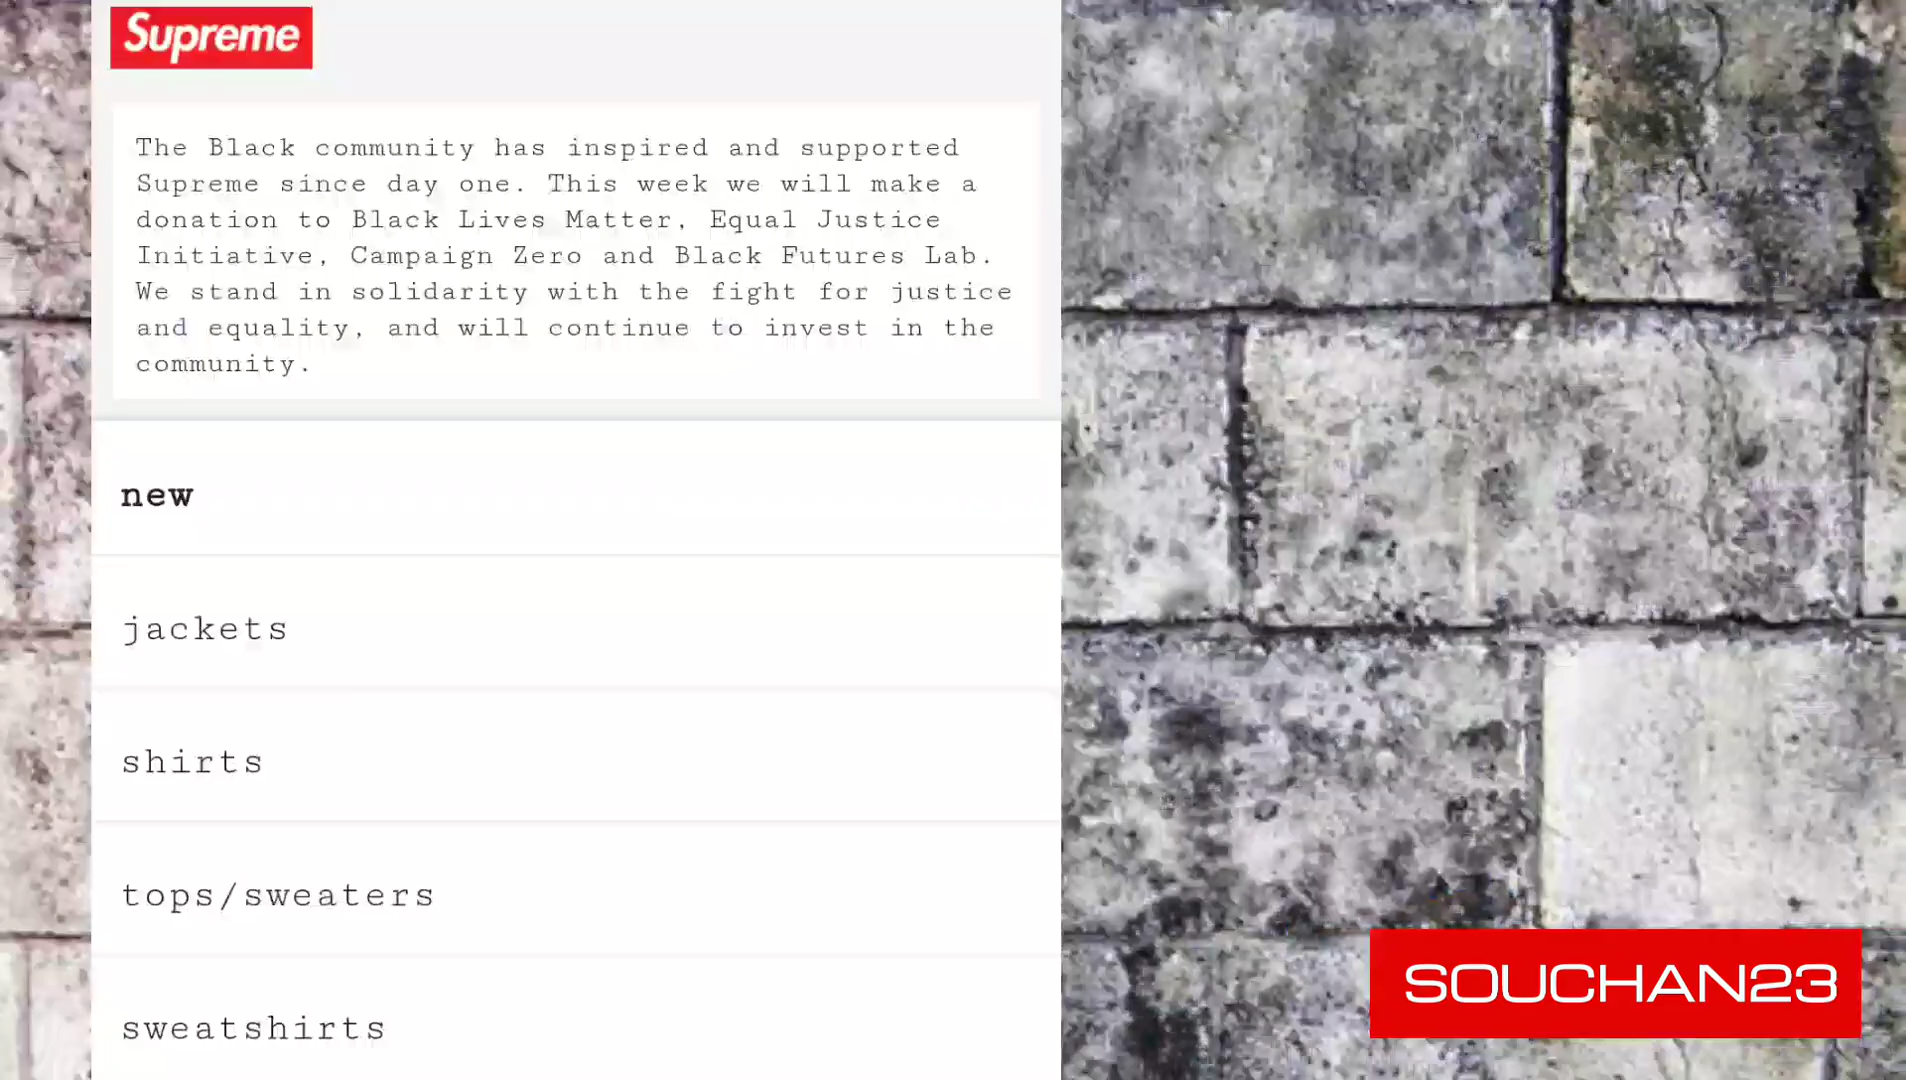 Supreme
The Black community has inspired and supported
Supreme since day one. This week we will make a
donation to Black Lives Matter, Equal Justice
Initiative, Campaign Zero and Black Futures Lab.
We stand in solidarity with the fight for justice
and equality, and will continue to invest in the
community.
new
jackets
shirts
tops/sweaters
sweatshirts
SOUCHAN23